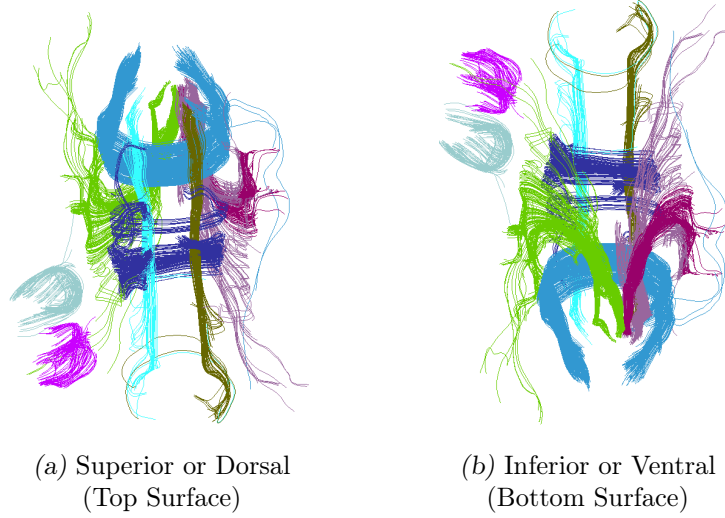 (a) Superior or Dorsal
(Top Surface)
(b) Inferior or Ventral
(Bottom Surface)